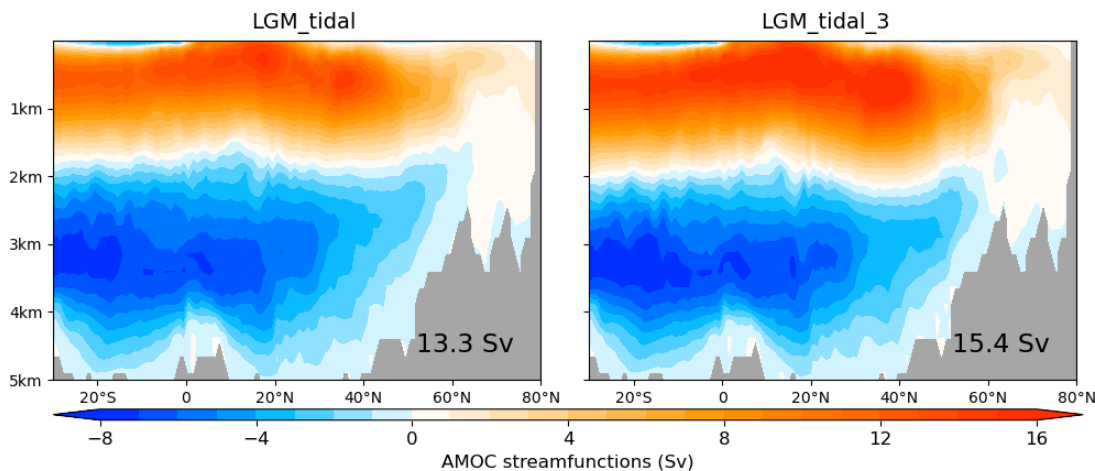 LGM_tidal
LGM_tidal_3
1km
2km
3km
4km
5km
13.3 Sv
15.4 Sv
20°S 0 20°N 40°N 60°N 80°N
20°S 0 20°N 40°N 60°N 80°N
−8 −4 0 4 8 12 16
AMOC streamfunctions (Sv)